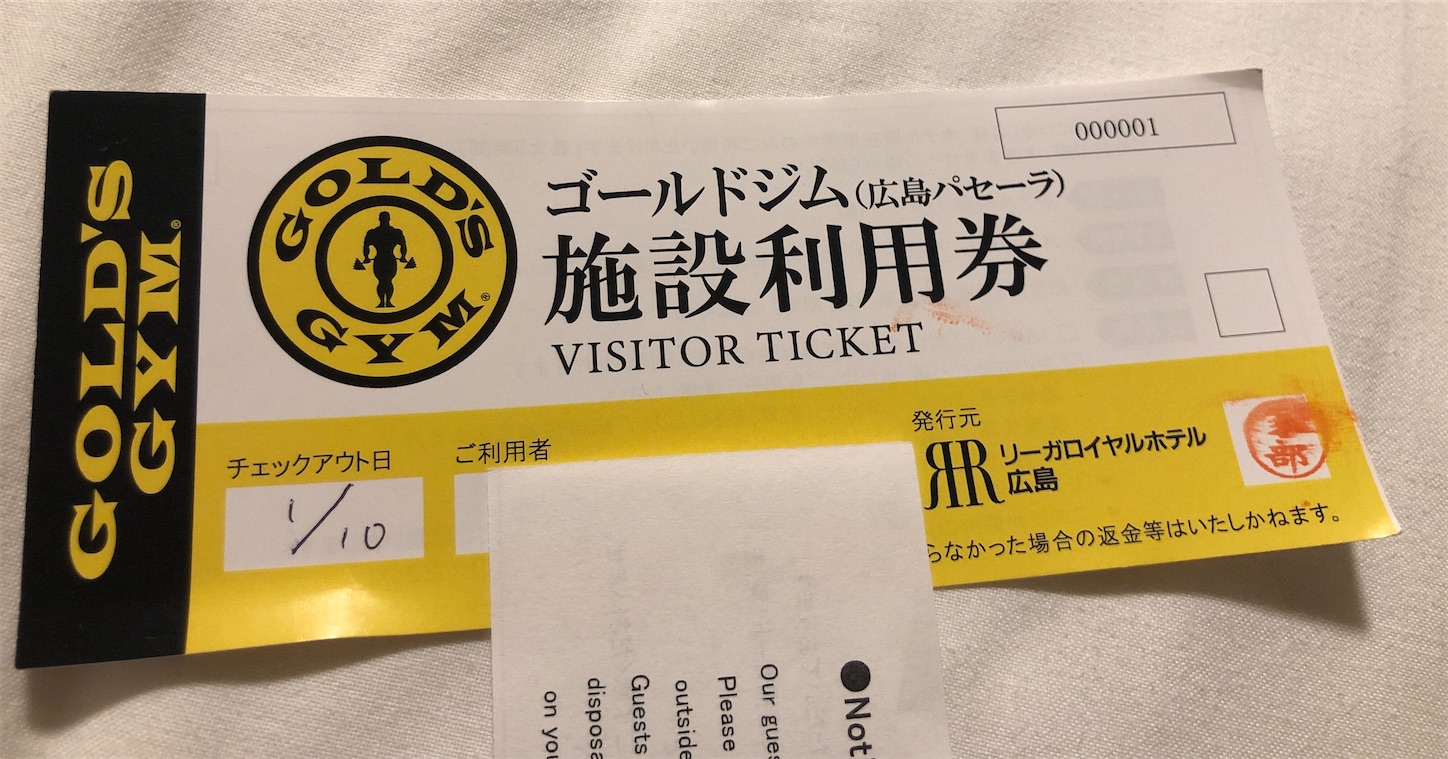 GOLD'S
GYM®
GOLD'S
GYM®
000001
ゴールドジム(広島パセーラ)
施設利用券
VISITOR TICKET
チェックアウト日
1/10
ご利用者
発行元
RR リーガロイヤルホテル
広島
部
らなかった場合の返金等はいたしかねます。
Our
Please
outside
Guests
on